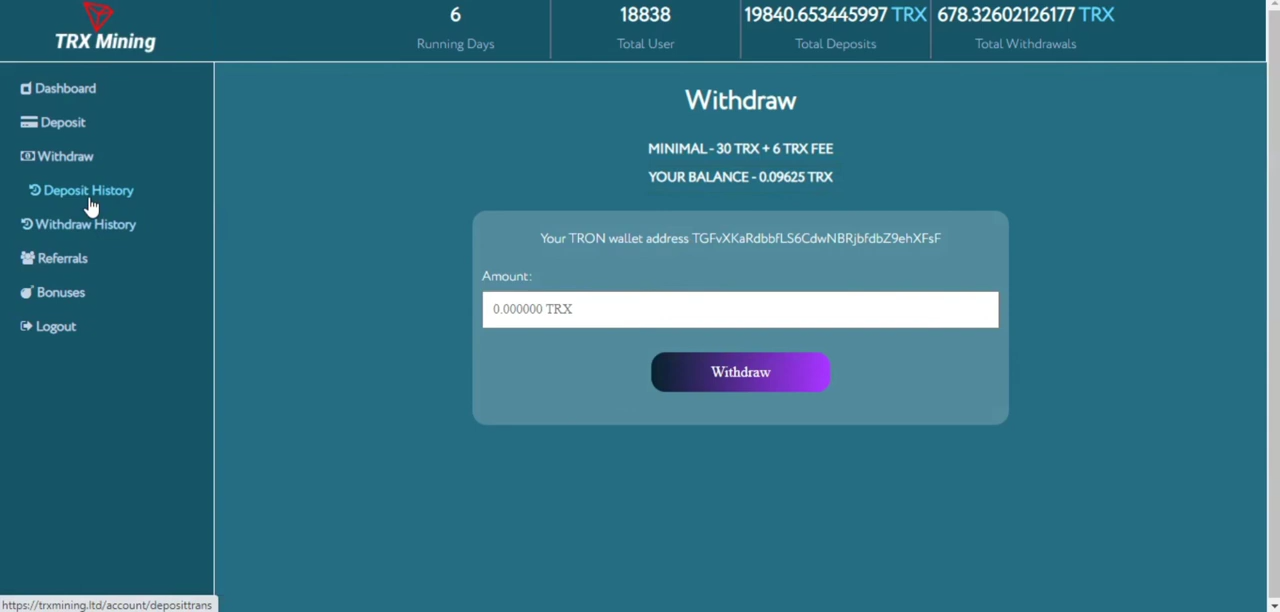 TRX Mining
6
Running Days
18838
Total User
19840.653445997 TRX
Total Deposits
678.32602126177 TRX
Total Withdrawals
Dashboard
Deposit
Withdraw
Deposit History
Withdraw History
Referrals
Bonuses
Logout
Withdraw
MINIMAL - 30 TRX + 6 TRX FEE
YOUR BALANCE - 0.09625 TRX
Your TRON wallet address TGFvXKaRdbbfLS6CdwNBRjbfdbZ9ehXFsF
Amount:
0.000000 TRX
Withdraw
https://trxmining.ltd/account/deposittrans